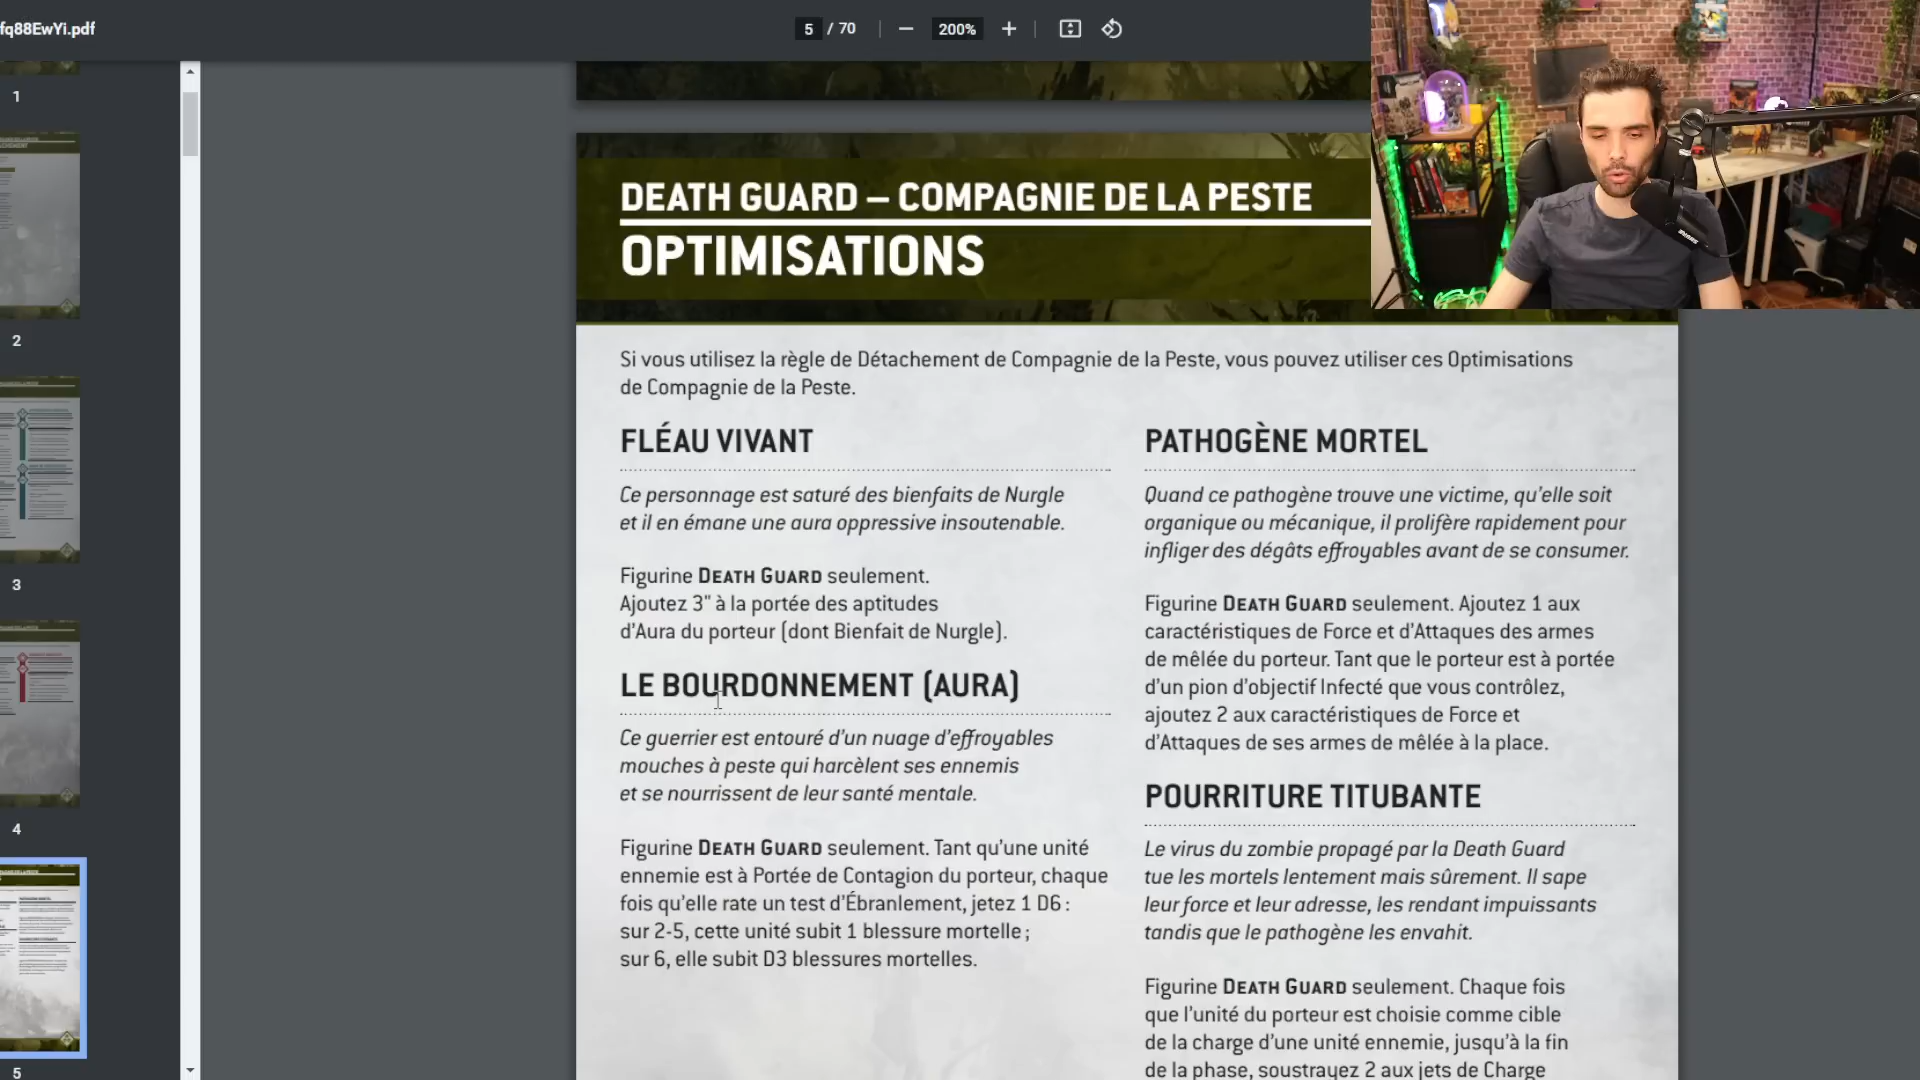 fq88EwYi.pdf
5 / 70
200%
1
2
3
4
5
DEATH GUARD – COMPAGNIE DE LA PESTE
OPTIMISATIONS
Si vous utilisez la règle de Détachement de Compagnie de la Peste, vous pouvez utiliser ces Optimisations
de Compagnie de la Peste.
FLÉAU VIVANT
Ce personnage est saturé des bienfaits de Nurgle
et il en émane une aura oppressive insoutenable.
Figurine DEATH GUARD seulement.
Ajoutez 3" à la portée des aptitudes
d'Aura du porteur (dont Bienfait de Nurgle).
LE BOURDONNEMENT (AURA)
Ce guerrier est entouré d'un nuage d'effroyables
mouches à peste qui harcèlent ses ennemis
et se nourrissent de leur santé mentale.
Figurine DEATH GUARD seulement. Tant qu'une unité
ennemie est à Portée de Contagion du porteur, chaque
fois qu'elle rate un test d'Ébranlement, jetez 1 D6 :
sur 2-5, cette unité subit 1 blessure mortelle ;
sur 6, elle subit D3 blessures mortelles.
PATHOGÈNE MORTEL
Quand ce pathogène trouve une victime, qu'elle soit
organique ou mécanique, il prolifère rapidement pour
infliger des dégâts effroyables avant de se consumer.
Figurine DEATH GUARD seulement. Ajoutez 1 aux
caractéristiques de Force et d'Attaques des armes
de mêlée du porteur. Tant que le porteur est à portée
d'un pion d'objectif Infecté que vous contrôlez,
ajoutez 2 aux caractéristiques de Force et
d'Attaques de ses armes de mêlée à la place.
POURRITURE TITUBANTE
Le virus du zombie propagé par la Death Guard
tue les mortels lentement mais sûrement. Il sape
leur force et leur adresse, les rendant impuissants
tandis que le pathogène les envahit.
Figurine DEATH GUARD seulement. Chaque fois
que l'unité du porteur est choisie comme cible
de la charge d'une unité ennemie, jusqu'à la fin
de la phase, soustrayez 2 aux jets de Charge